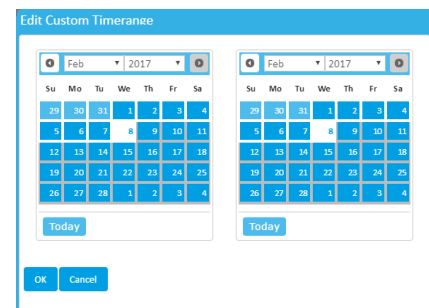 Edit Custom Timerange
Feb 2017
Su Mo Tu We Th Fr Sa
29 30 31 1 2 3 4
5 6 7 8 9 10 11
12 13 14 15 16 17 18
19 20 21 22 23 24 25
26 27 28 1 2 3 4
Today
Feb 2017
Su Mo Tu We Th Fr Sa
29 30 31 1 2 3 4
5 6 7 8 9 10 11
12 13 14 15 16 17 18
19 20 21 22 23 24 25
26 27 28 1 2 3 4
Today
OK Cancel